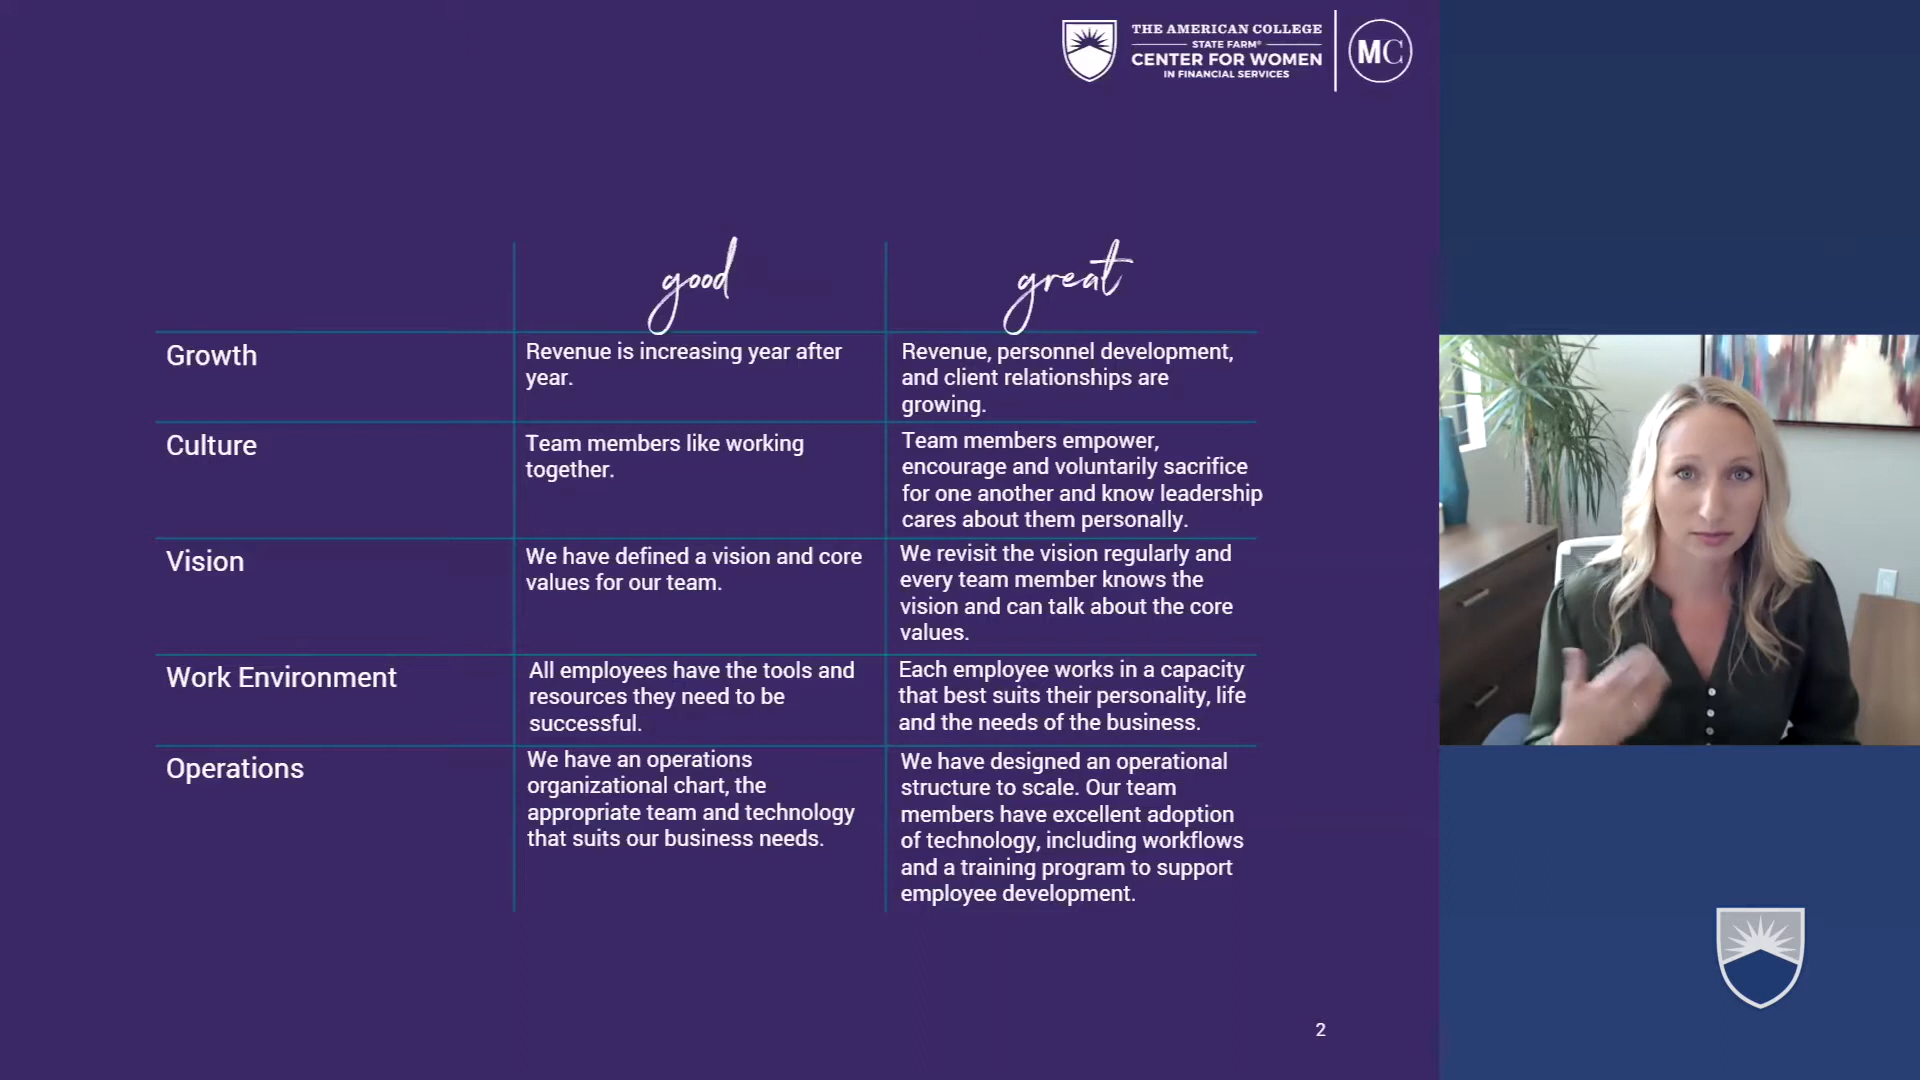 THE AMERICAN COLLEGE
STATE FARM®
CENTER FOR WOMEN
IN FINANCIAL SERVICES
MC
good
great
Growth
Revenue is increasing year after
year.
Revenue, personnel development,
and client relationships are
growing.
Culture
Team members like working
together.
Team members empower,
encourage and voluntarily sacrifice
for one another and know leadership
cares about them personally.
Vision
We have defined a vision and core
values for our team.
We revisit the vision regularly and
every team member knows the
vision and can talk about the core
values.
Work Environment
All employees have the tools and
resources they need to be
successful.
Each employee works in a capacity
that best suits their personality, life
and the needs of the business.
Operations
We have an operations
organizational chart, the
appropriate team and technology
that suits our business needs.
We have designed an operational
structure to scale. Our team
members have excellent adoption
of technology, including workflows
and a training program to support
employee development.
2